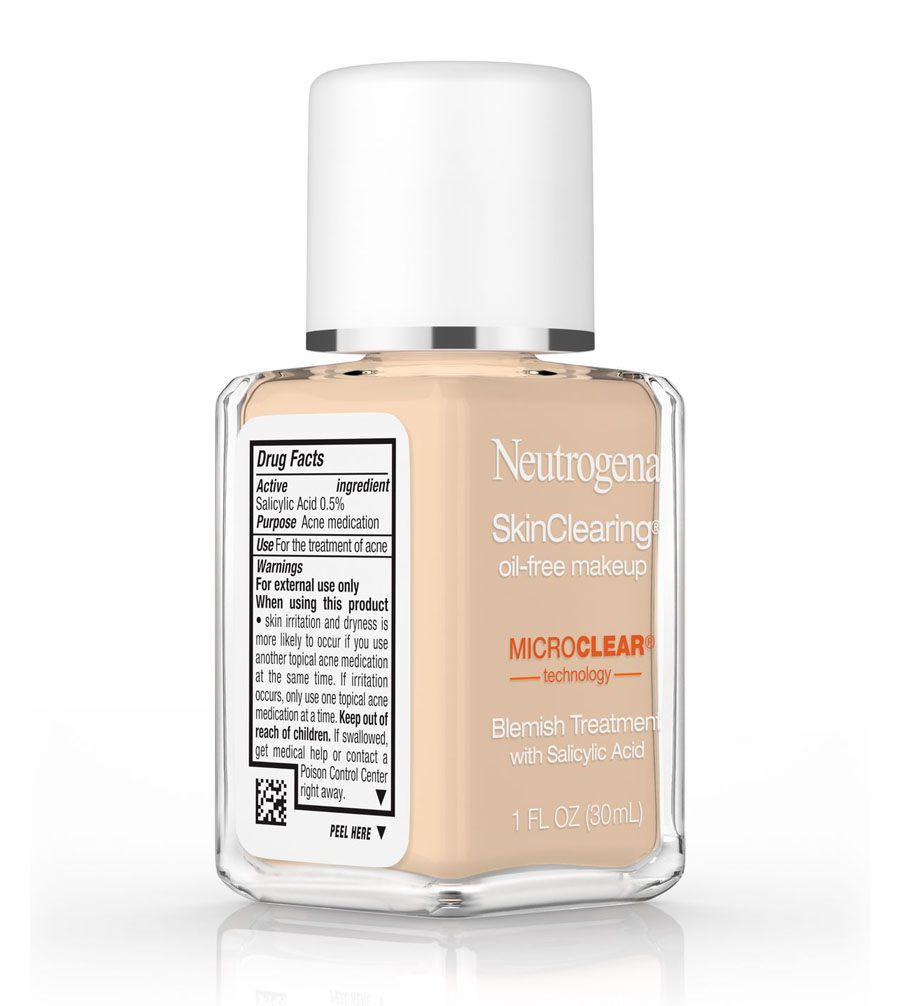 Drug Facts
Active ingredient
Salicylic Acid 0.5%
Purpose Acne medication
Use For the treatment of acne
Warnings
For external use only
When using this product
• skin irritation and dryness is
more likely to occur if you use
another topical acne medication
at the same time. If irritation
occurs, only use one topical acne
medication at a time. Keep out of
reach of children. If swallowed,
get medical help or contact a
Poison Control Center
right away.
PEEL HERE
Neutrogena
SkinClearing®
oil-free makeup
MICROCLEAR®
technology
Blemish Treatment
with Salicylic Acid
1 FL OZ (30mL)